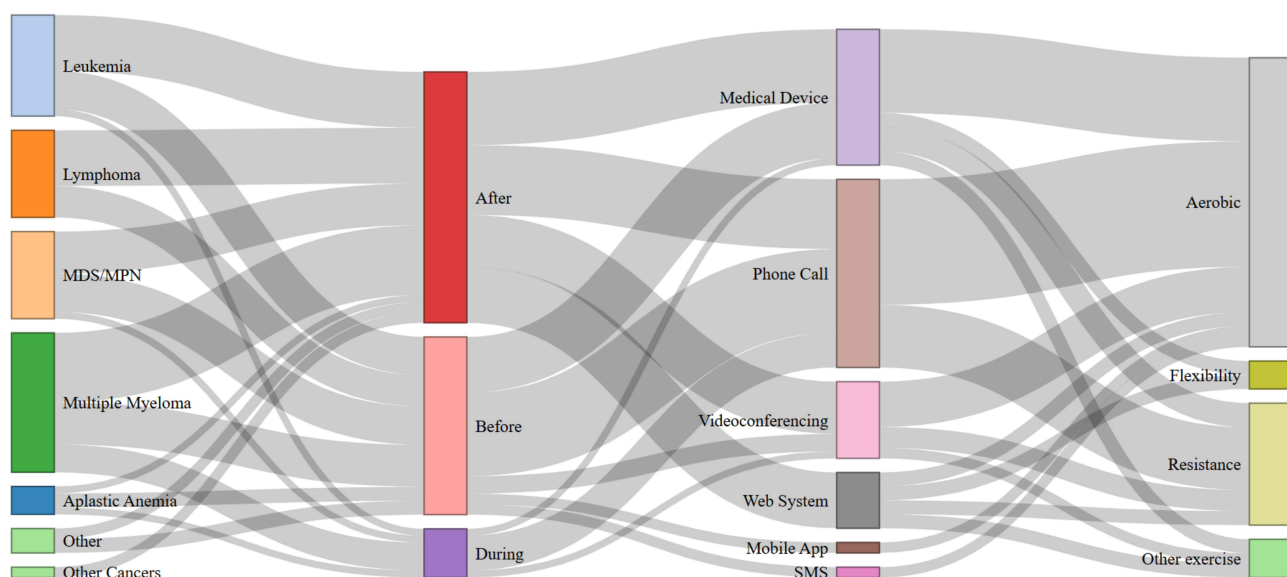 Leukemia
Lymphoma
MDS/MPN
Multiple Myeloma
Aplastic Anemia
Other
Other Cancers
After
Before
During
Medical Device
Phone Call
Videoconferencing
Web System
Mobile App
SMS
Aerobic
Flexibility
Resistance
Other exercise